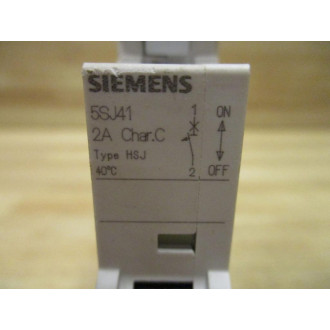 SIEMENS
5SJ41 1 ON
2A Char.C
Type HSJ
40°C 2 OFF